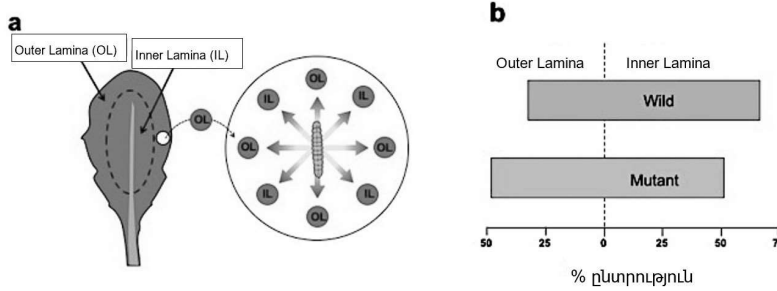 a
Outer Lamina (OL)
Inner Lamina (IL)
OL
OL
IL
IL
OL
OL
IL
IL
OL
b
Outer Lamina
Inner Lamina
Wild
Mutant
50 25 0 25 50 7
% ընտրություն